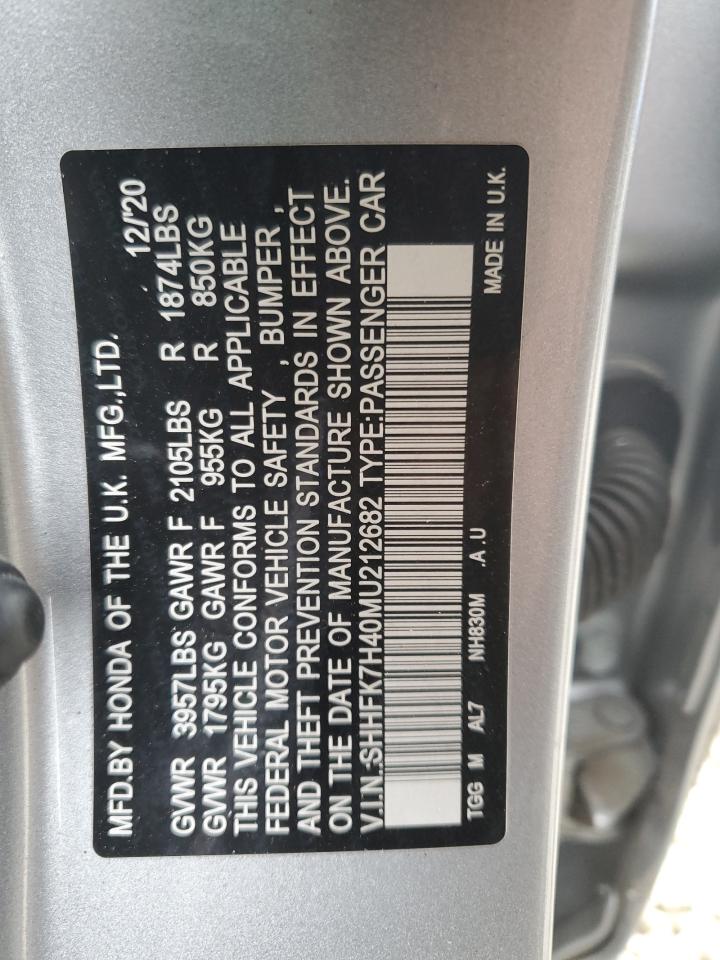 MFD.BY HONDA OF THE U.K. MFG.,LTD. 12/'20
GVWR 3957LBS GAWR F 2105LBS R 1874LBS
GVWR 1795KG GAWR F 955KG R 850KG
THIS VEHICLE CONFORMS TO ALL APPLICABLE
FEDERAL MOTOR VEHICLE SAFETY , BUMPER ,
AND THEFT PREVENTION STANDARDS IN EFFECT
ON THE DATE OF MANUFACTURE SHOWN ABOVE.
V.I.N.:SHHFK7H40MU212682 TYPE:PASSENGER CAR
TGG M AL7 NH830M .A .U MADE IN U.K.